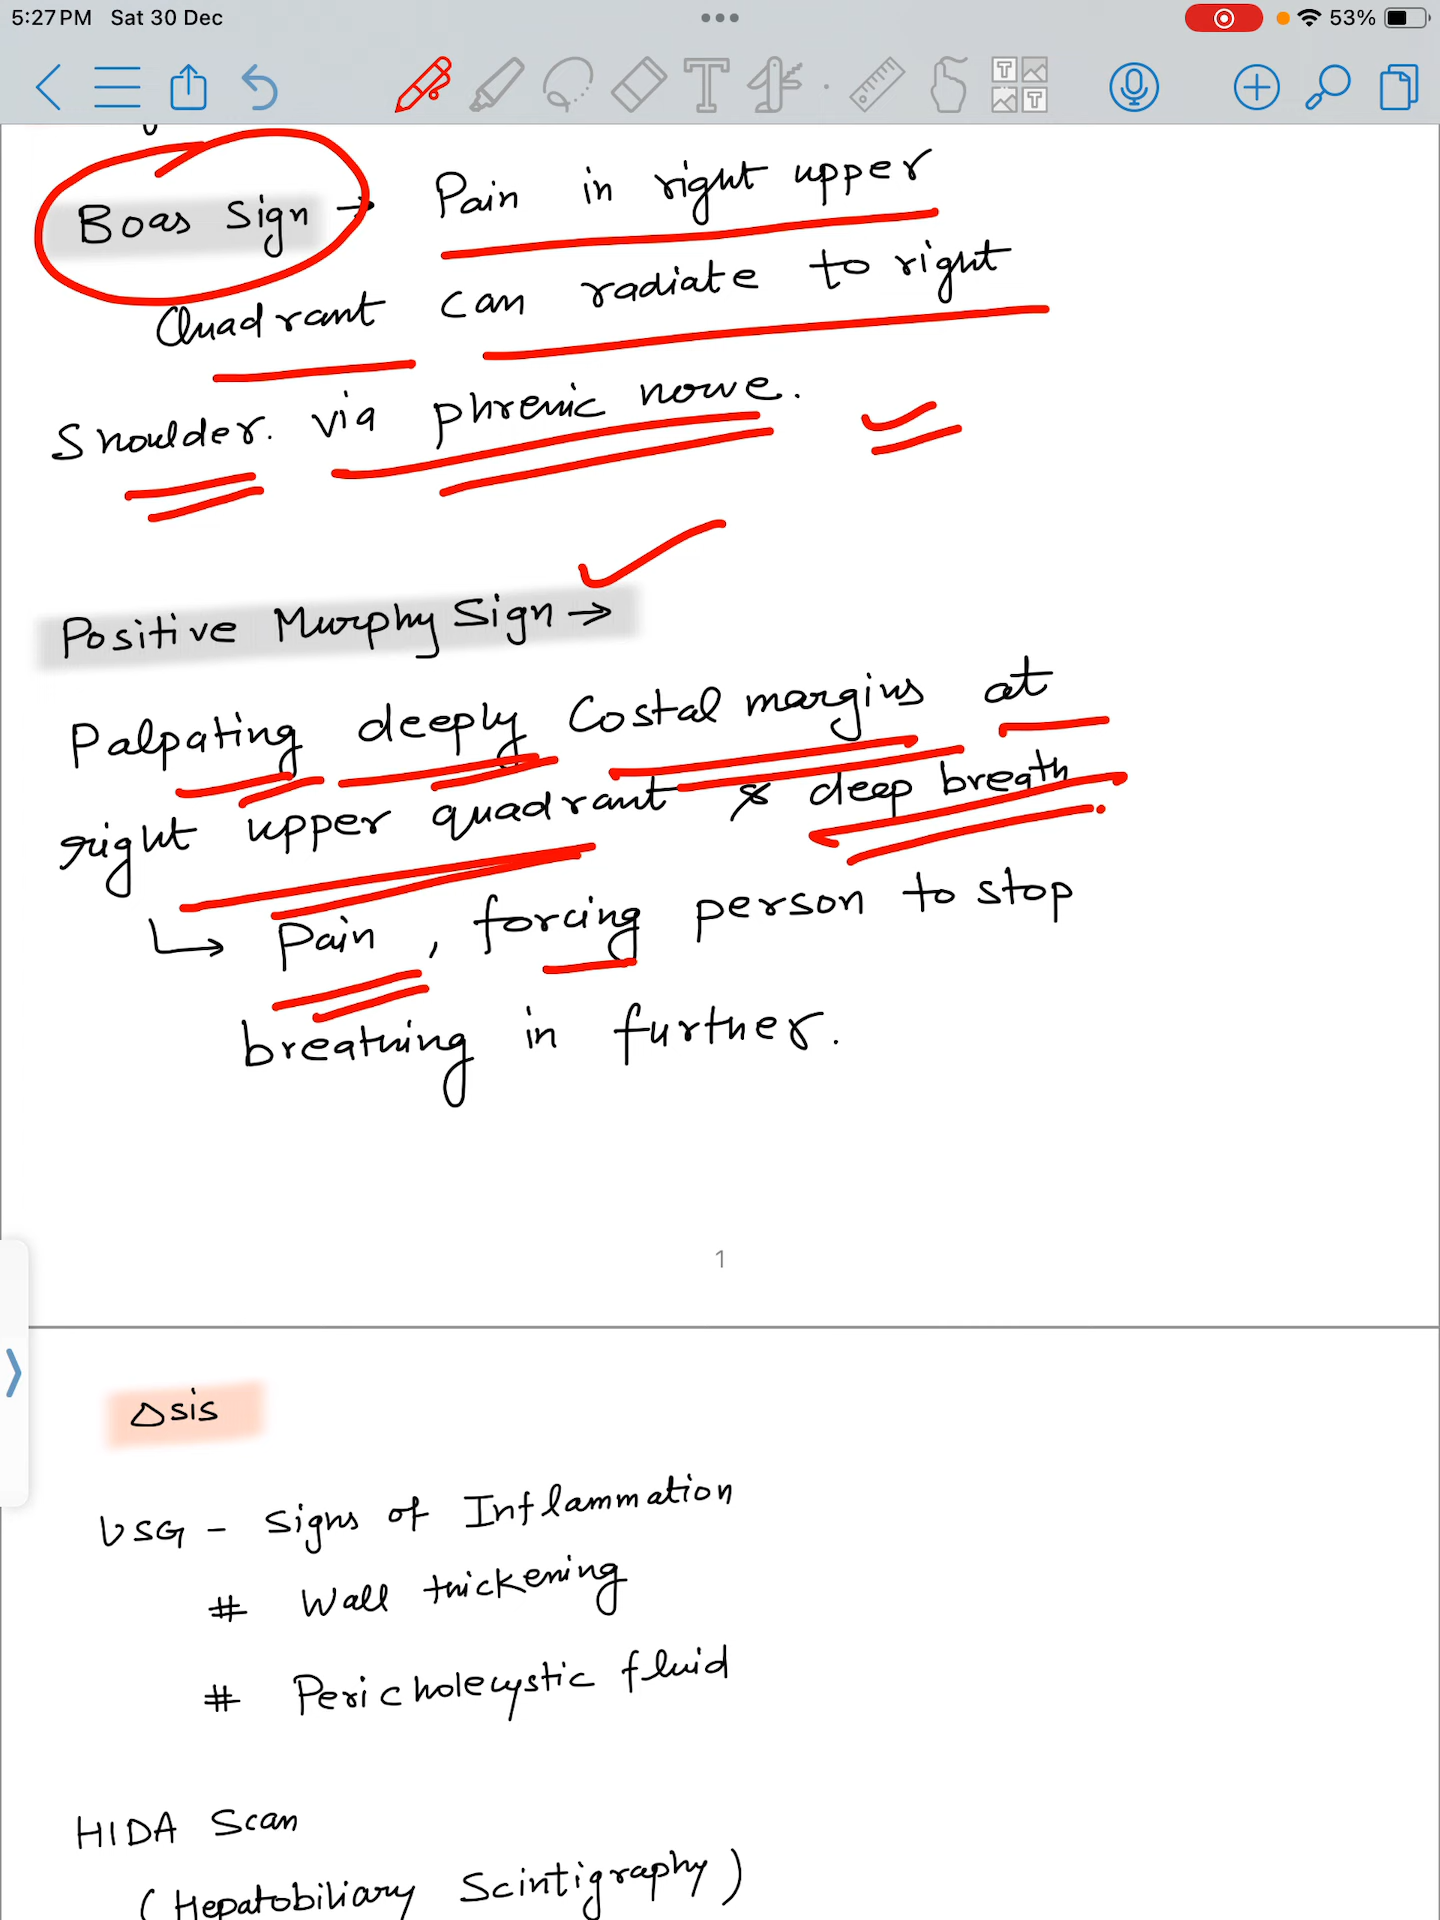 5:27 PM Sat 30 Dec
53%
Boas Sign → Pain in right upper
Quadrant can radiate to right
Shoulder. via phrenic nerve.
Positive Murphy Sign →
Palpating deeply Costal margins at
right upper quadrant & deep breath
↳ Pain, forcing person to stop
breathing in further.
1
Δsis
USG - Signs of Inflammation
# Wall thickening
# Pericholecystic fluid
HIDA Scan
(Hepatobiliary Scintigraphy)